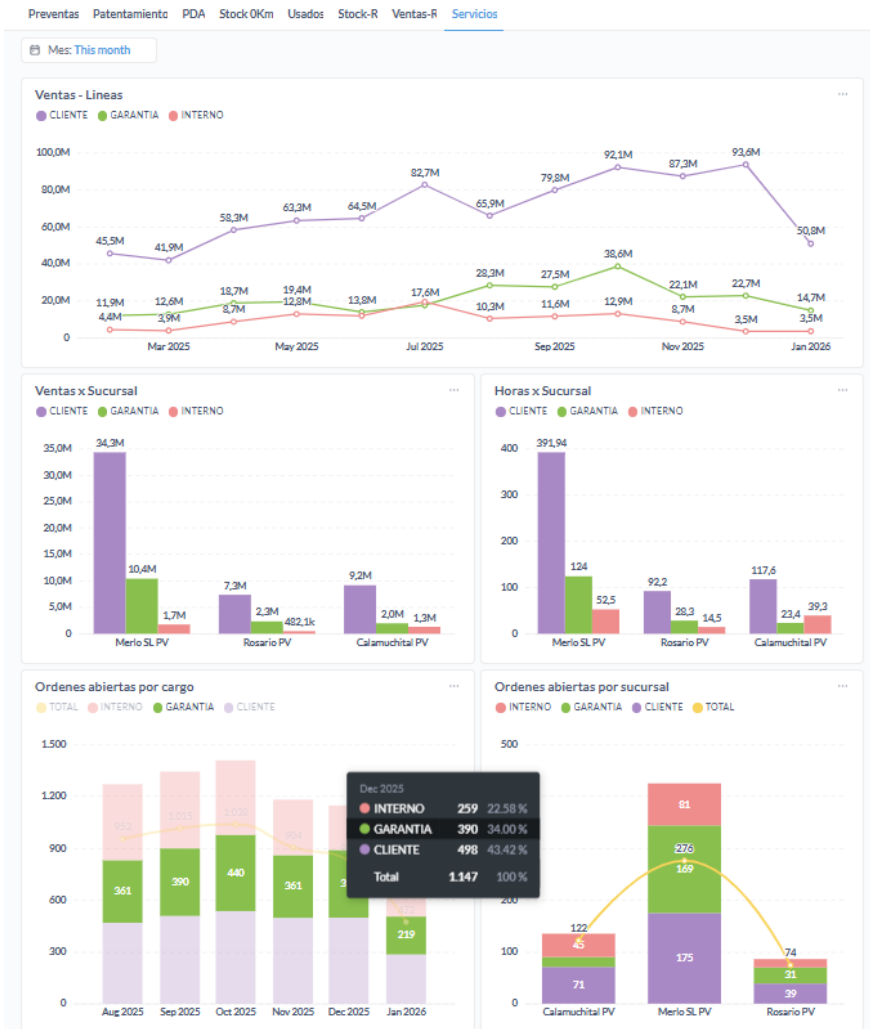 Preventas Patentamiento PDA Stock 0Km Usados Stock-R Ventas-R Servicios
Mes: This month
Ventas - Lineas
CLIENTE GARANTIA INTERNO
100,0M
80,0M
60,0M
40,0M
20,0M
0
45,5M 41,9M 58,3M 63,3M 64,5M 82,7M 65,9M 79,8M 92,1M 87,3M 93,6M 50,8M
11,9M 12,6M 18,7M 19,4M 13,8M 17,6M 28,3M 27,5M 38,6M 22,1M 22,7M 14,7M
4,4M 3,9M 8,7M 12,8M 10,3M 11,6M 12,9M 8,7M 3,5M 3,5M
Mar 2025 May 2025 Jul 2025 Sep 2025 Nov 2025 Jan 2026
Ventas x Sucursal
CLIENTE GARANTIA INTERNO
35,0M
30,0M
25,0M
20,0M
15,0M
10,0M
5,0M
0
34,3M 10,4M 1,7M
7,3M 2,3M 482,1k
9,2M 2,0M 1,3M
Merlo SL PV Rosario PV Calamuchital PV
Horas x Sucursal
CLIENTE GARANTIA INTERNO
400
300
200
100
0
391,94 124 52,5
92,2 28,3 14,5
117,6 23,4 39,3
Merlo SL PV Rosario PV Calamuchital PV
Ordenes abiertas por cargo
TOTAL INTERNO GARANTIA CLIENTE
1.500
1.200
900
600
300
0
361 390 440 361 219
Aug 2025 Sep 2025 Oct 2025 Nov 2025 Dec 2025 Jan 2026
Dec 2025
INTERNO 259 22.58 %
GARANTIA 390 34.00 %
CLIENTE 498 43.42 %
Total 1.147 100 %
Ordenes abiertas por sucursal
INTERNO GARANTIA CLIENTE TOTAL
500
200
100
0
122
45
71
81
276
169
175
74
31
39
Calamuchital PV Merlo SL PV Rosario PV